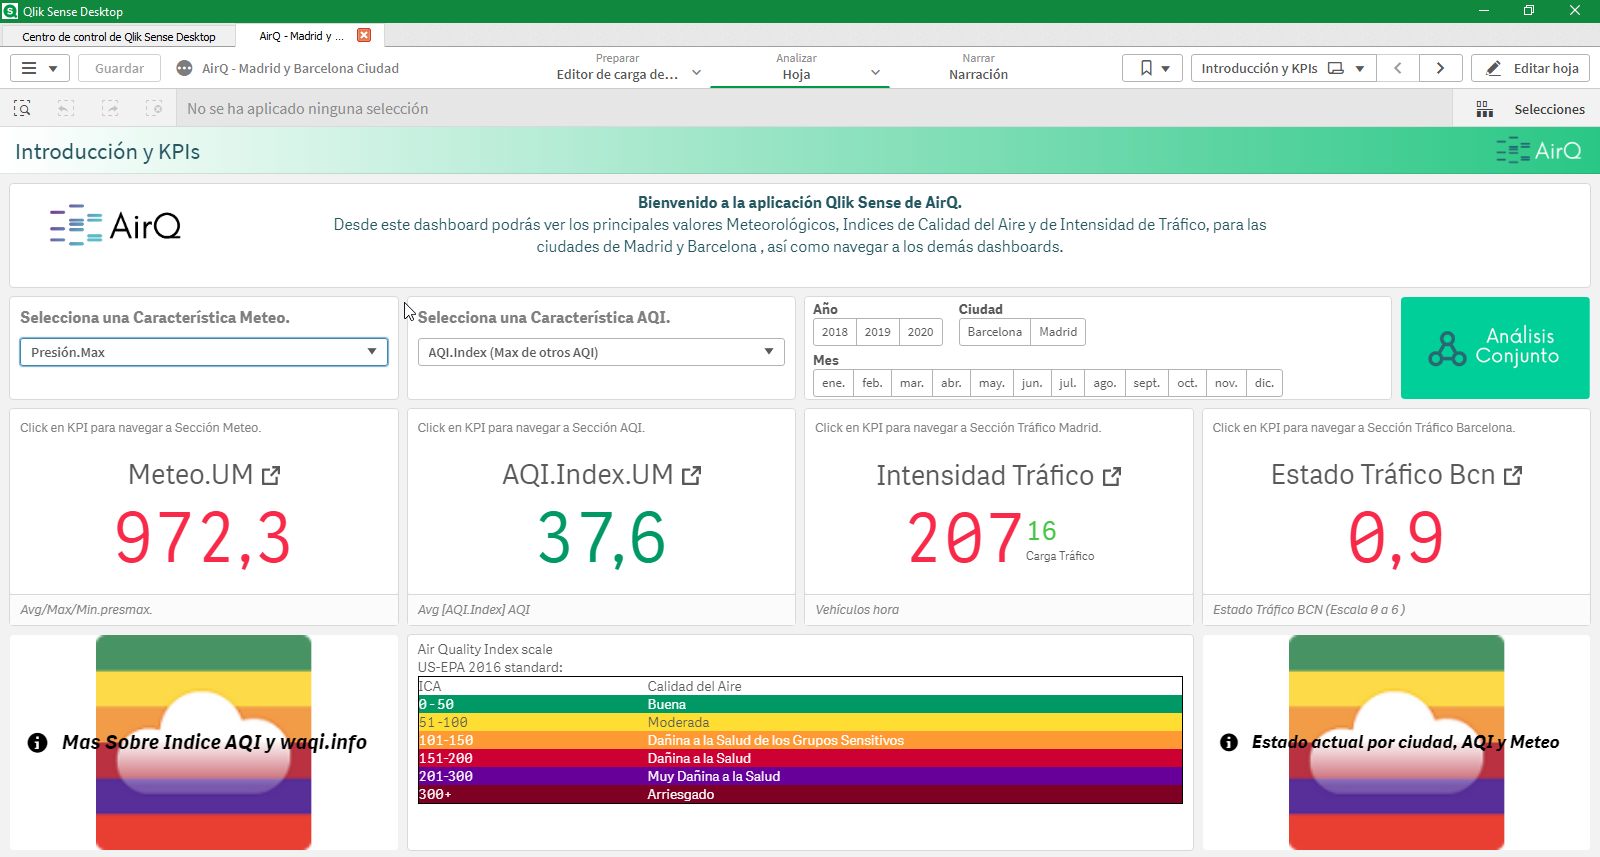 Qlik Sense Desktop
Centro de control de Qlik Sense Desktop
AirQ - Madrid y ...
Guardar
AirQ - Madrid y Barcelona Ciudad
Preparar
Editor de carga de...
Analizar
Hoja
Narrar
Narración
Introducción y KPIs
Editar hoja
No se ha aplicado ninguna selección
Selecciones
Introducción y KPIs
AirQ
AirQ
Bienvenido a la aplicación Qlik Sense de AirQ.
Desde este dashboard podrás ver los principales valores Meteorológicos, Indices de Calidad del Aire y de Intensidad de Tráfico, para las
ciudades de Madrid y Barcelona , así como navegar a los demás dashboards.
Selecciona una Característica Meteo.
Presión.Max
Selecciona una Característica AQI.
AQI.Index (Max de otros AQI)
Año
2018 2019 2020
Ciudad
Barcelona Madrid
Mes
ene. feb. mar. abr. may. jun. jul. ago. sept. oct. nov. dic.
Análisis
Conjunto
Click en KPI para navegar a Sección Meteo.
Meteo.UM
972,3
Avg/Max/Min.presmax.
Click en KPI para navegar a Sección AQI.
AQI.Index.UM
37,6
Avg [AQI.Index] AQI
Click en KPI para navegar a Sección Tráfico Madrid.
Intensidad Tráfico
207
16
Carga Tráfico
Vehículos hora
Click en KPI para navegar a Sección Tráfico Barcelona.
Estado Tráfico Bcn
0,9
Estado Tráfico BCN (Escala 0 a 6 )
Mas Sobre Indice AQI y waqi.info
Air Quality Index scale
US-EPA 2016 standard:
ICA Calidad del Aire
0-50 Buena
51-100 Moderada
101-150 Dañina a la Salud de los Grupos Sensitivos
151-200 Dañina a la Salud
201-300 Muy Dañina a la Salud
300+ Arriesgado
Estado actual por ciudad, AQI y Meteo